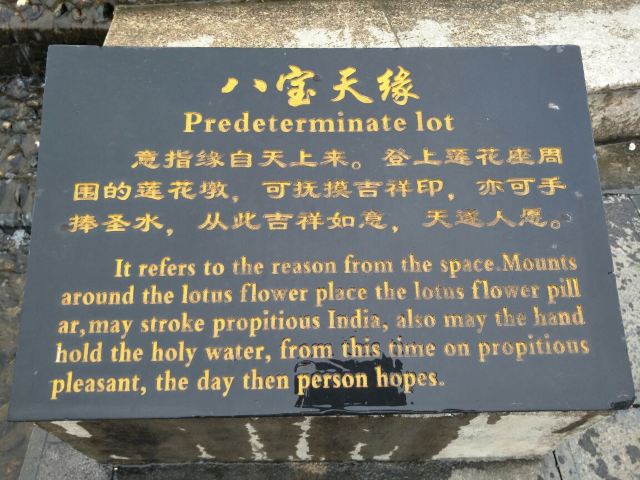 八宝天缘
Predeterminate lot
意指缘自天上来。登上莲花座周
围的莲花墩，可抚摸吉祥印，亦可手
捧圣水，从此吉祥如意，天遂人愿。
It refers to the reason from the space.Mounts
around the lotus flower place the lotus flower pill
ar,may stroke propitious India, also may the hand
hold the holy water, from this time on propitious
pleasant, the day then person hopes.